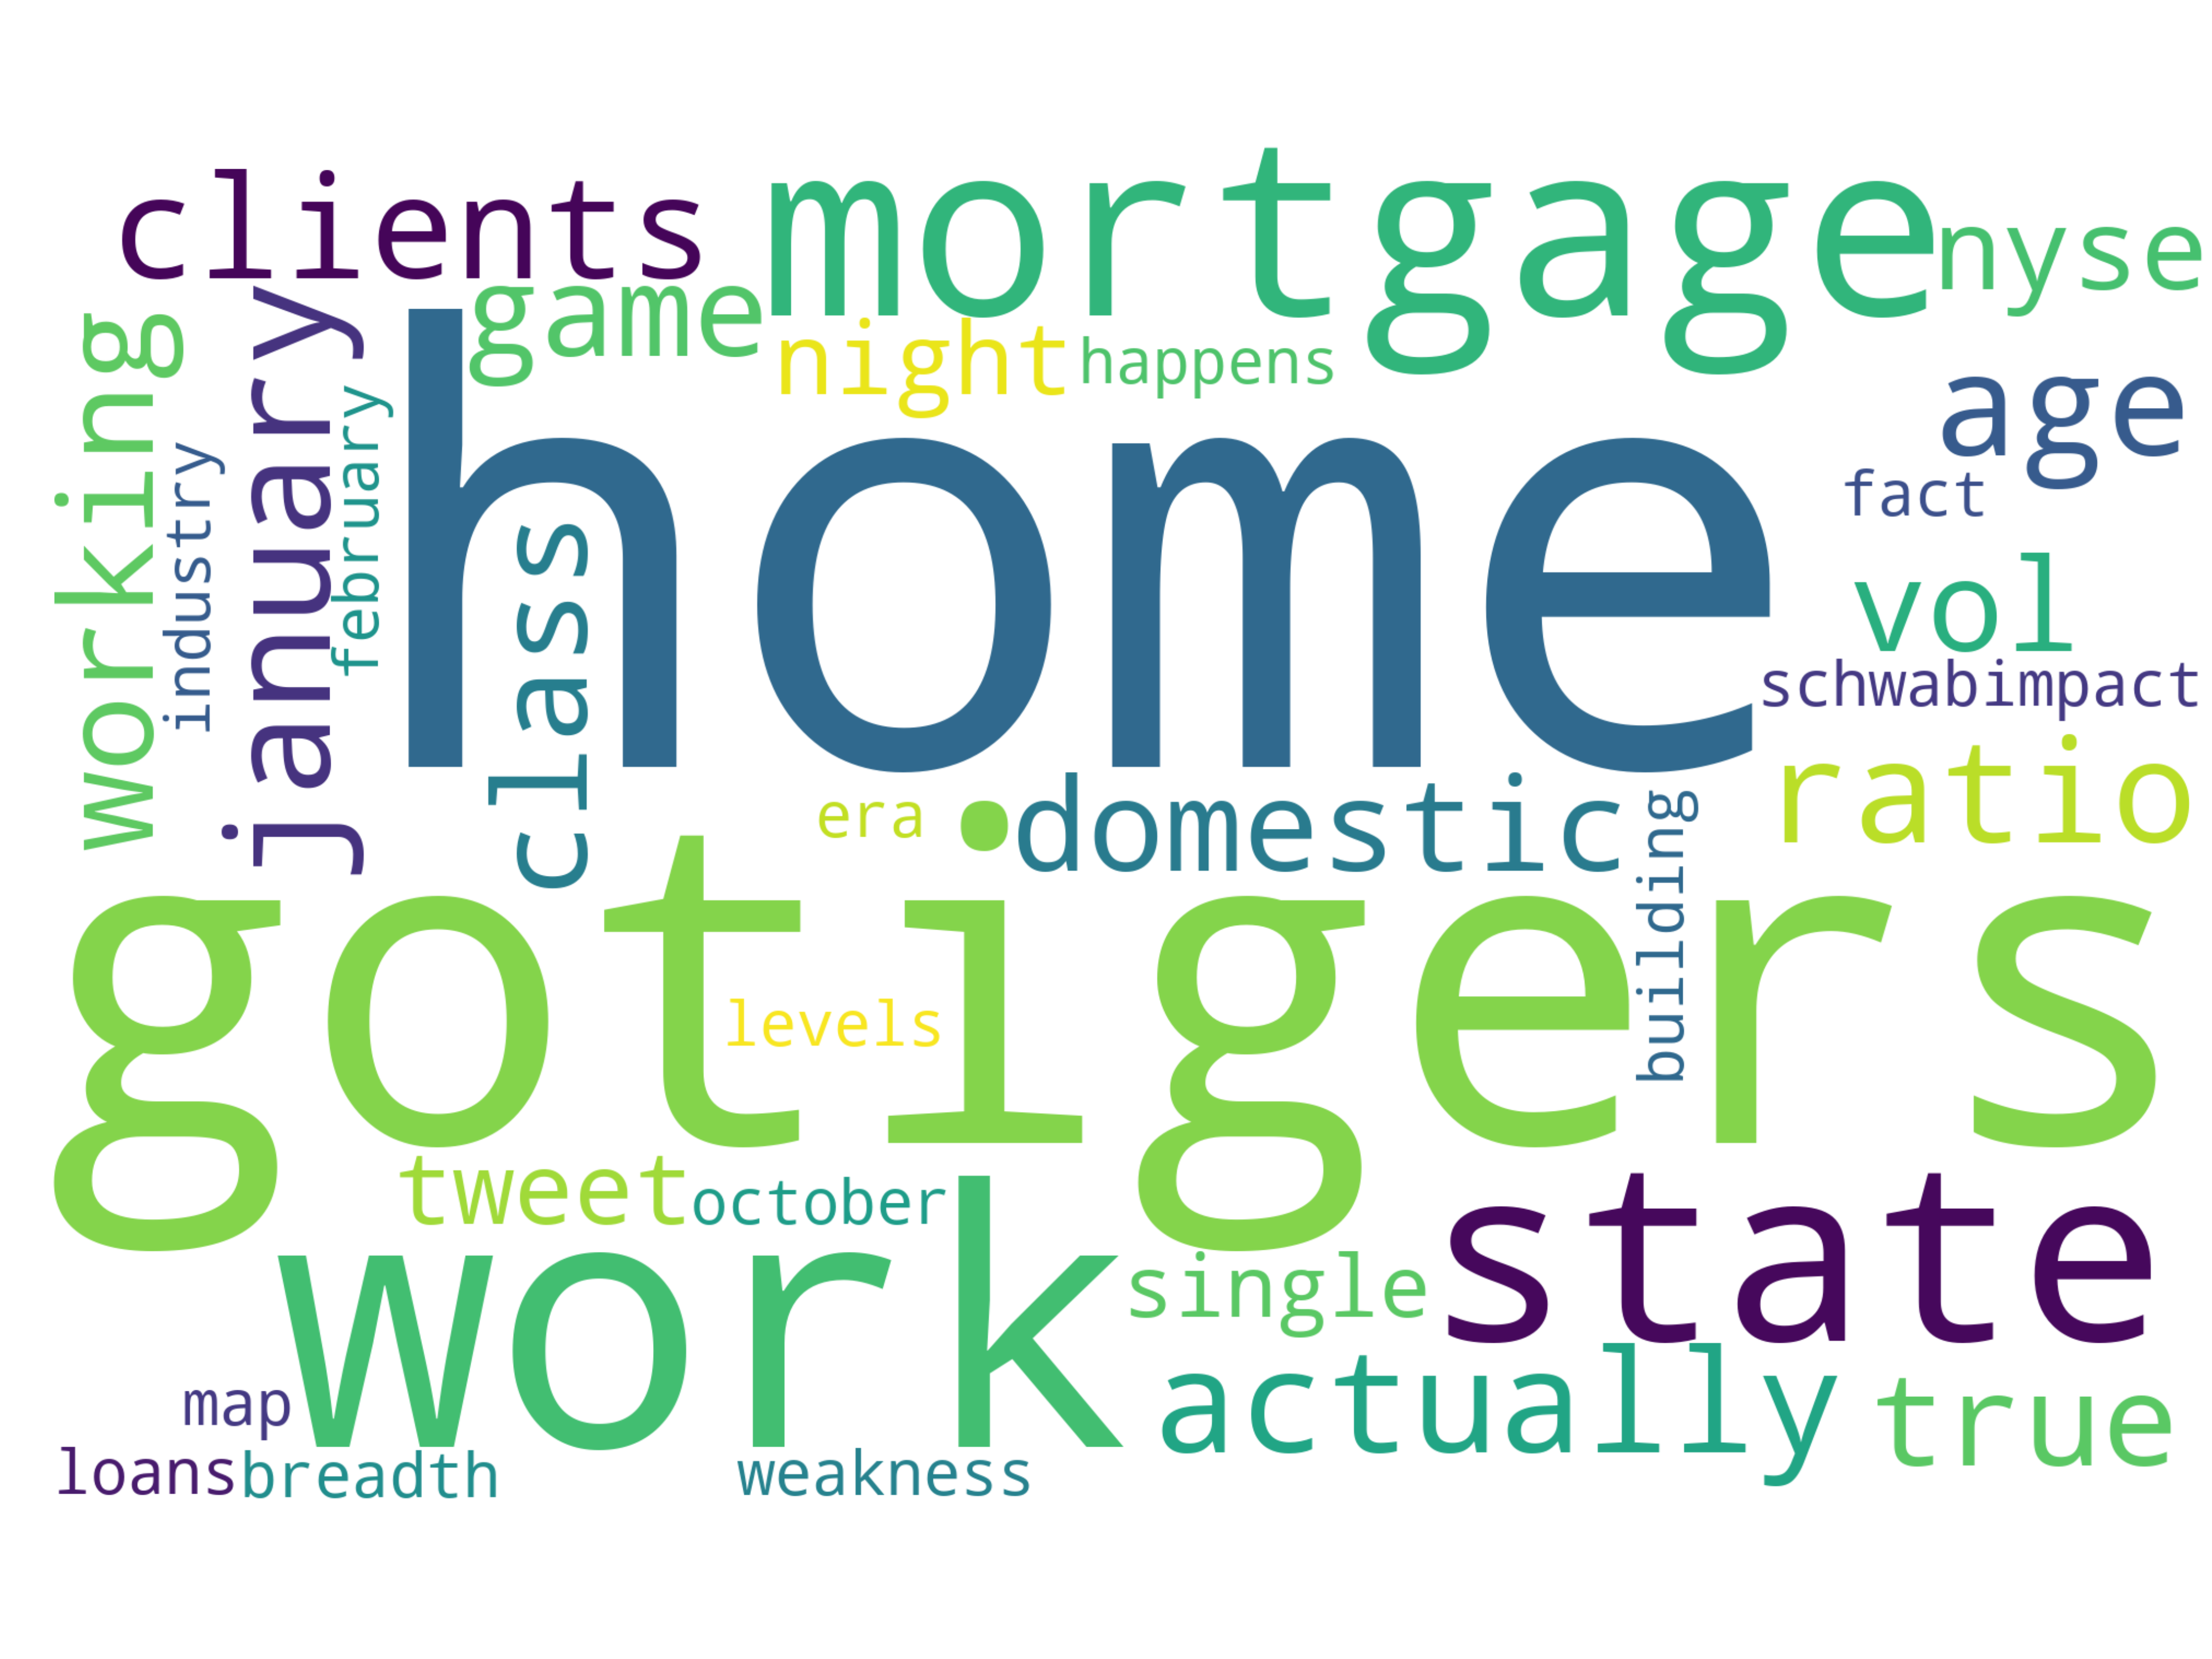 clients
mortgage
nyse
game
night
happens
working
industry
january
february
home
age
fact
vol
schwabimpact
class
era
domestic
building
ratio
gotigers
levels
tweet
october
work
single
state
map
actually
true
loans
breadth
weakness